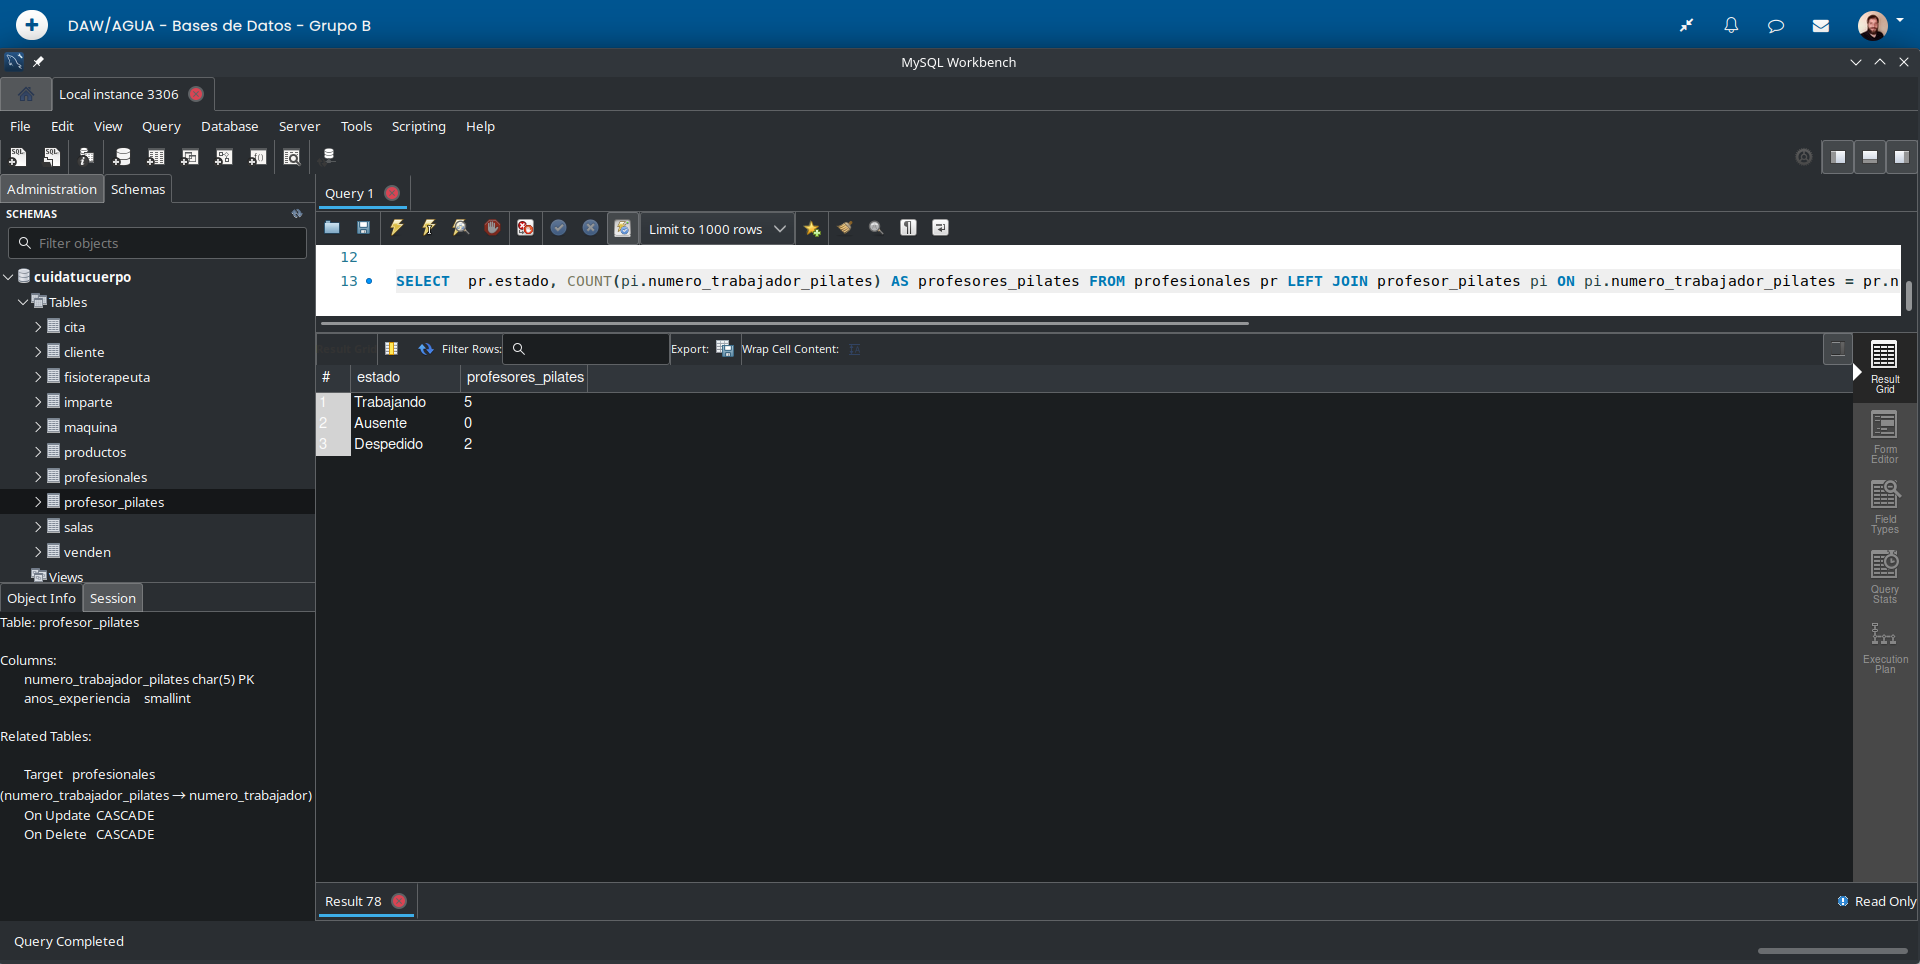 DAW/AGUA - Bases de Datos - Grupo B
MySQL Workbench
Local instance 3306
File Edit View Query Database Server Tools Scripting Help
Administration Schemas
Query 1
SCHEMAS
Filter objects
Limit to 1000 rows
cuidatucuerpo
Tables
cita
cliente
fisioterapeuta
imparte
maquina
productos
profesionales
profesor_pilates
salas
venden
Views
12
13 SELECT pr.estado, COUNT(pi.numero_trabajador_pilates) AS profesores_pilates FROM profesionales pr LEFT JOIN profesor_pilates pi ON pi.numero_trabajador_pilates = pr.n
Filter Rows: Export: Wrap Cell Content:
# estado profesores_pilates
1 Trabajando 5
2 Ausente 0
3 Despedido 2
Result
Grid
Form
Editor
Field
Types
Query
Stats
Execution
Plan
Object Info Session
Table: profesor_pilates
Columns:
numero_trabajador_pilates char(5) PK
anos_experiencia smallint
Related Tables:
Target profesionales
(numero_trabajador_pilates → numero_trabajador)
On Update CASCADE
On Delete CASCADE
Result 78
Read Only
Query Completed